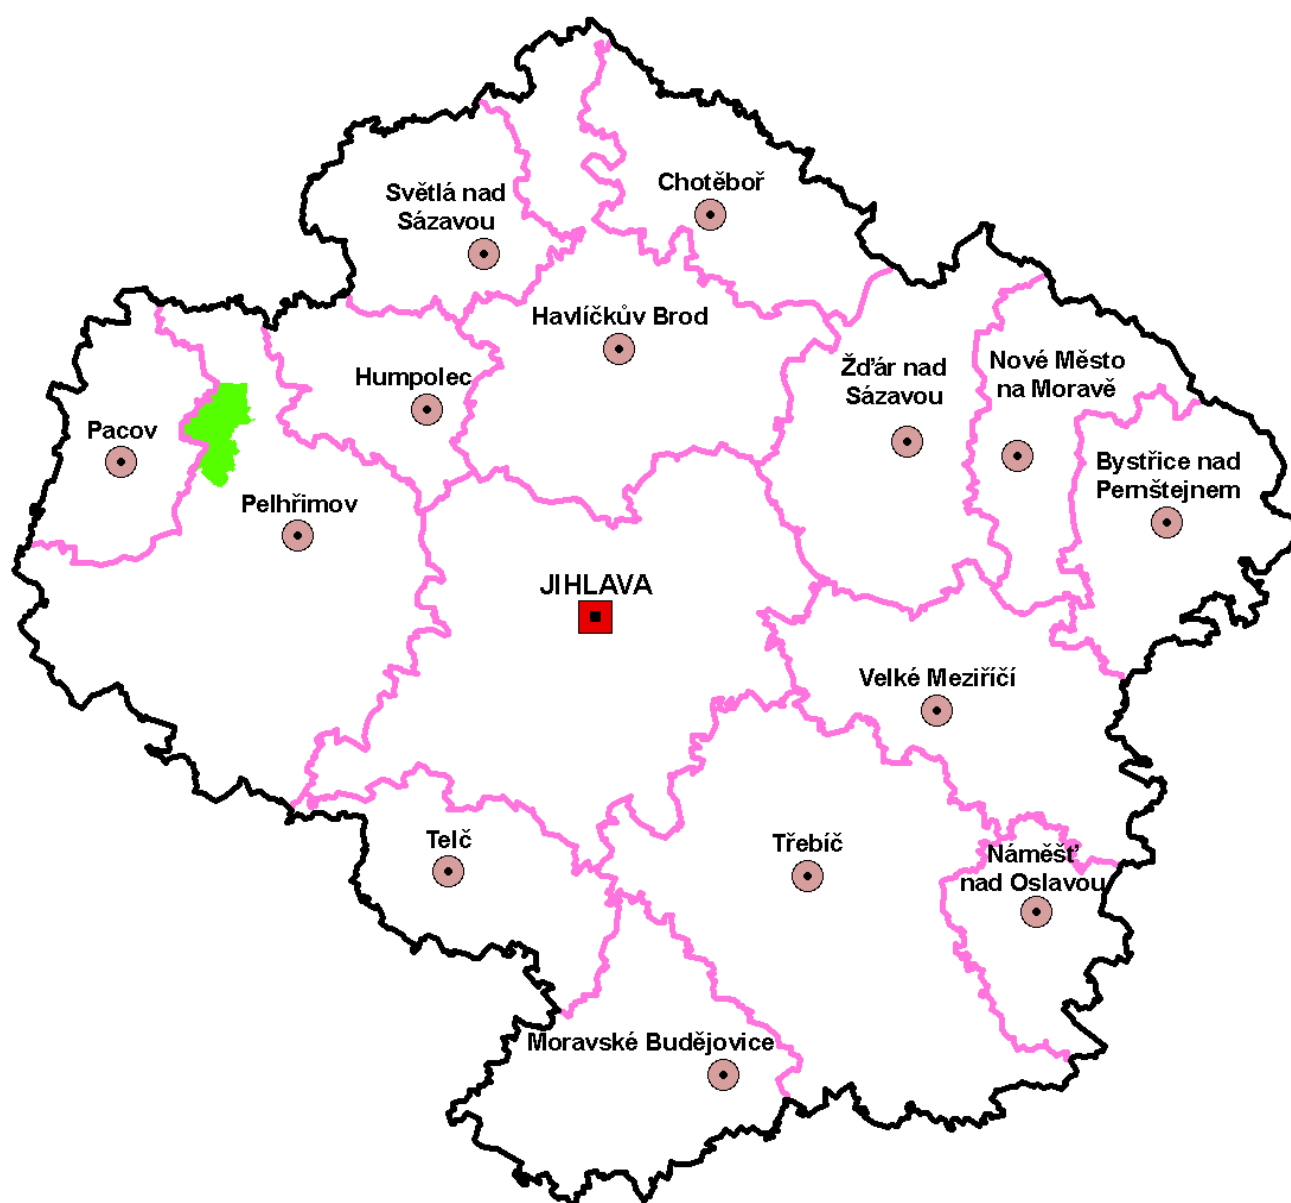 Chotěboř
Světlá nad
Sázavou
Havlíčkův Brod
Žďár nad
Sázavou
Nové Město
na Moravě
Humpolec
Pacov
Bystřice nad
Pernštejnem
Pelhřimov
JIHLAVA
Velké Meziříčí
Telč
Třebíč
Náměšť
nad Oslavou
Moravské Budějovice